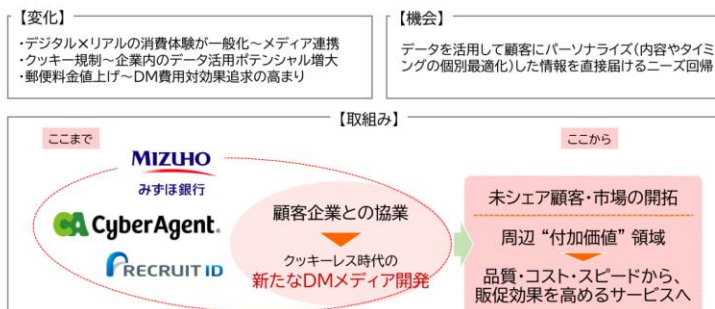 【変化】
・デジタル×リアルの消費体験が一般化～メディア連携
・クッキー規制～企業内のデータ活用ポテンシャル増大
・郵便料金値上げ～DM費用対効果追求の高まり
【機会】
データを活用して顧客にパーソナライズ(内容やタイミ
ングの個別最適化)した情報を直接届けるニーズ回帰
【取組み】
ここまで
MIZUHO
みずほ銀行
CyberAgent.
RECRUIT ID
顧客企業との協業
クッキーレス時代の
新たなDMメディア開発
ここから
未シェア顧客・市場の開拓
周辺 “付加価値” 領域
品質・コスト・スピードから、
販促効果を高めるサービスへ